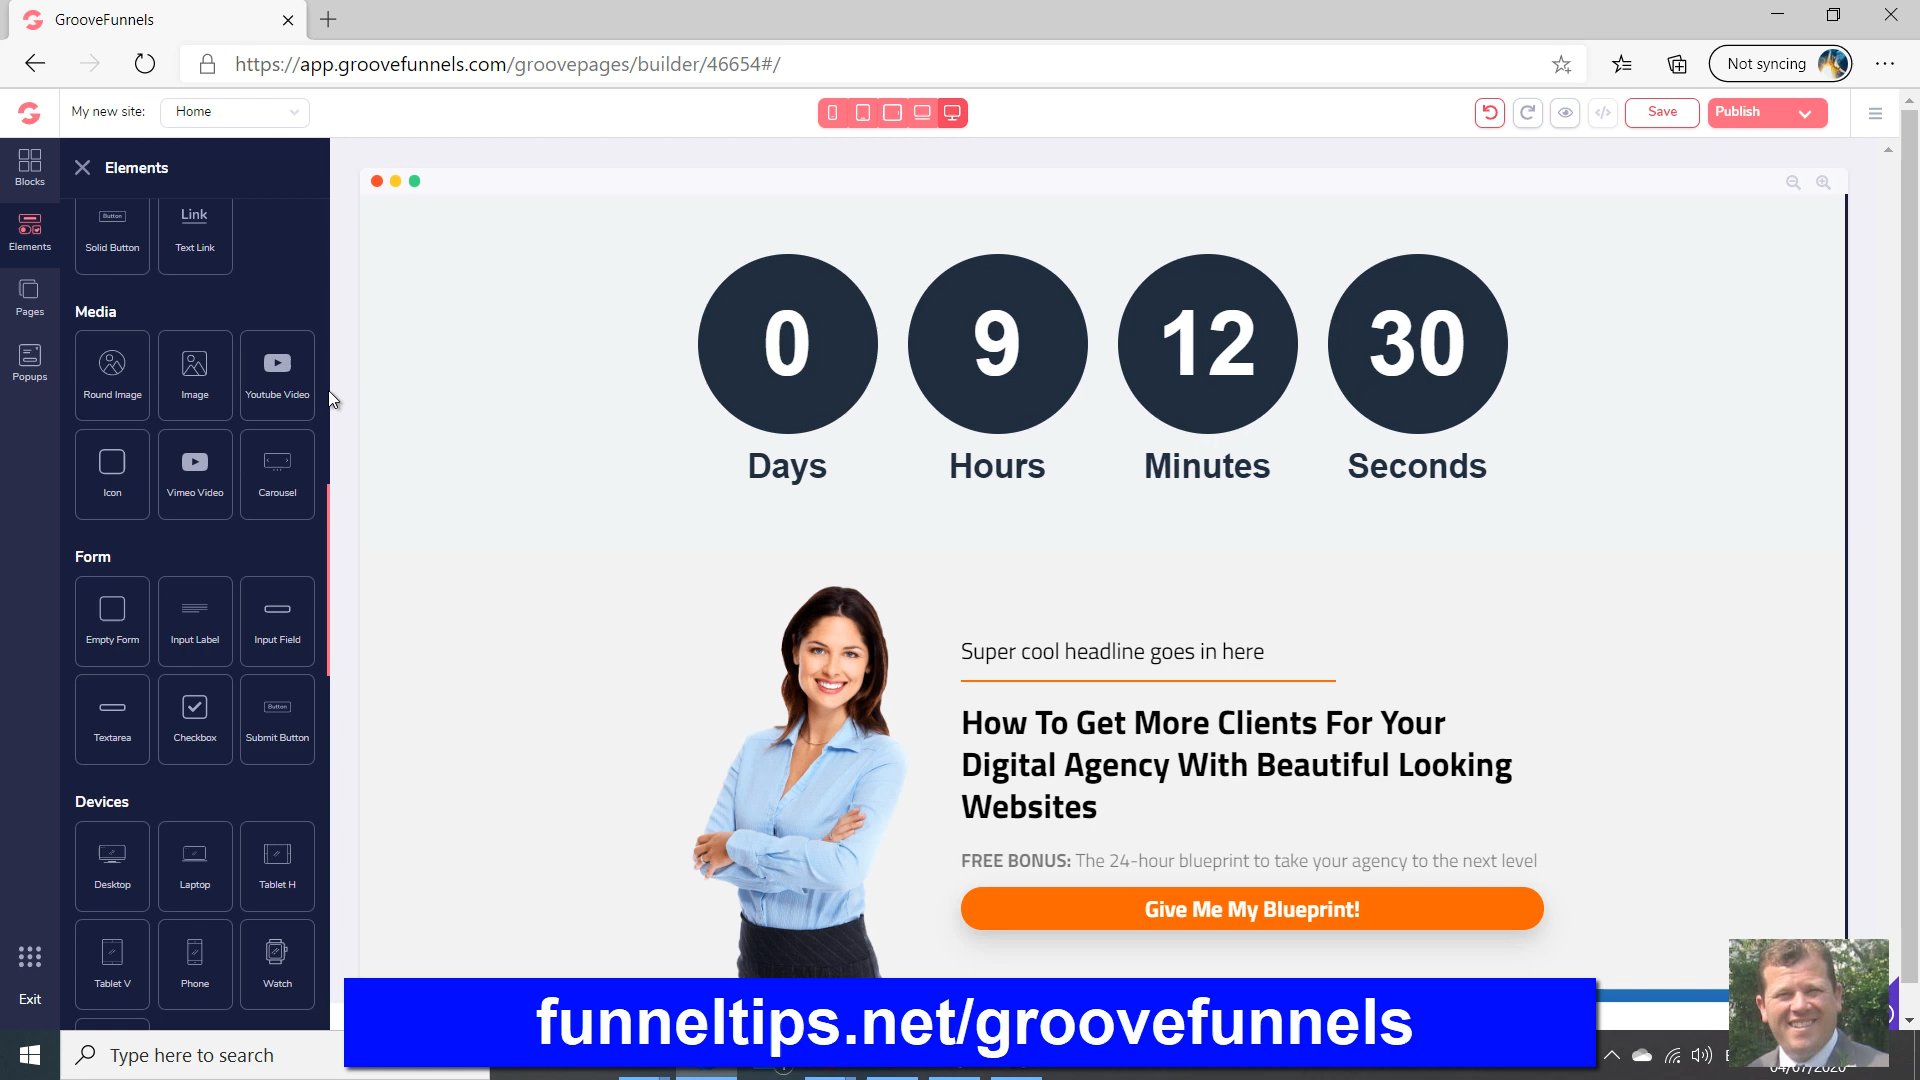 GrooveFunnels
https://app.groovefunnels.com/groovepages/builder/46654#/
Not syncing
My new site:
Home
Save
Publish
Blocks
Elements
Pages
Popups
Exit
Elements
Button
Solid Button
Link
Text Link
Media
Round Image
Image
Youtube Video
Icon
Vimeo Video
Carousel
Form
Empty Form
Input Label
Input Field
Textarea
Checkbox
Button
Submit Button
Devices
Desktop
Laptop
Tablet H
Tablet V
Phone
Watch
0
9
12
30
Days
Hours
Minutes
Seconds
Super cool headline goes in here
How To Get More Clients For Your
Digital Agency With Beautiful Looking
Websites
FREE BONUS: The 24-hour blueprint to take your agency to the next level
Give Me My Blueprint!
funneltips.net/groovefunnels
Type here to search